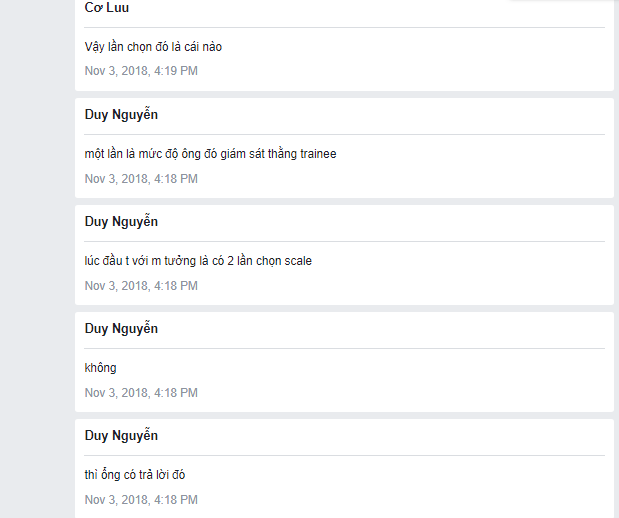 Cơ Luu
Vậy lần chọn đó là cái nào
Nov 3, 2018, 4:19 PM
Duy Nguyễn
một lần là mức độ ông đó giám sát thằng trainee
Nov 3, 2018, 4:18 PM
Duy Nguyễn
lúc đầu t với m tưởng là có 2 lần chọn scale
Nov 3, 2018, 4:18 PM
Duy Nguyễn
không
Nov 3, 2018, 4:18 PM
Duy Nguyễn
thì ổng có trả lời đó
Nov 3, 2018, 4:18 PM